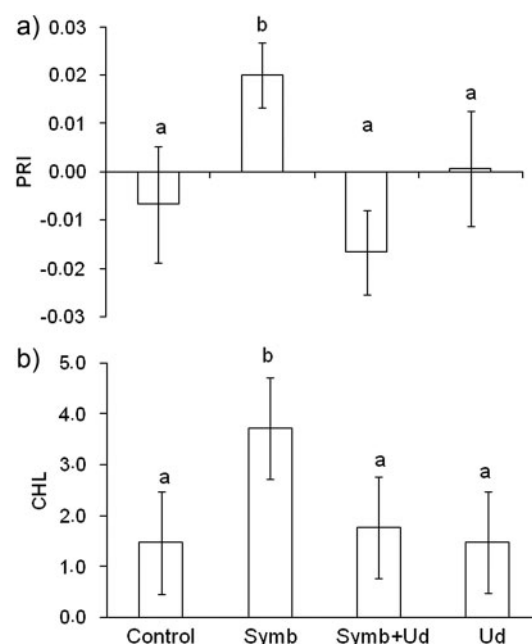 a)
0.03
0.02
0.01
0.00
-0.01
-0.02
-0.03
PRI
a
b
a
a
b)
5.0
4.0
3.0
2.0
1.0
0.0
CHL
a
b
a
a
Control Symb Symb+Ud Ud